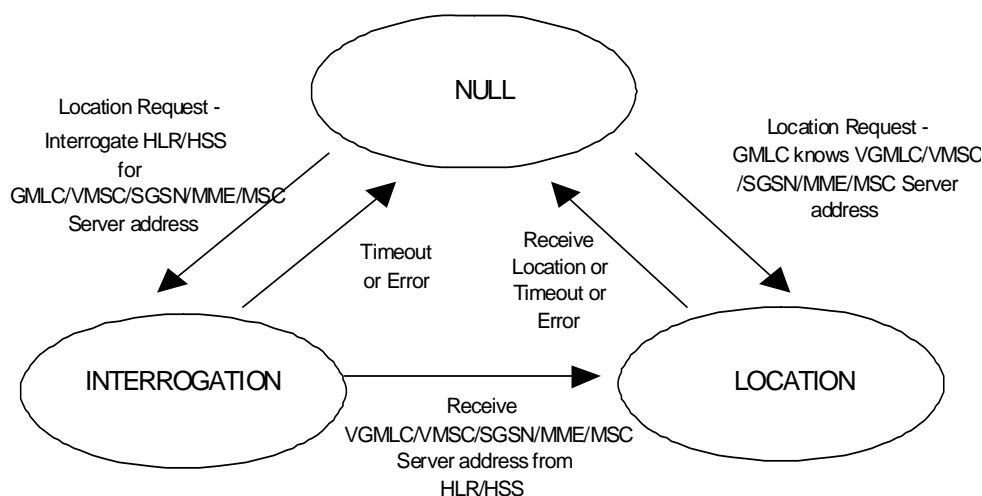 NULL
Location Request -
Interrogate HLR/HSS
for
GMLC/VMSC/SGSN/MME/MSC
Server address
Location Request -
GMLC knows VGMLC/VMSC
/SGSN/MME/MSC Server
address
Timeout
or Error
Receive
Location or
Timeout or
Error
INTERROGATION
LOCATION
Receive
VGMLC/VMSC/SGSN/MME/MSC
Server address from
HLR/HSS